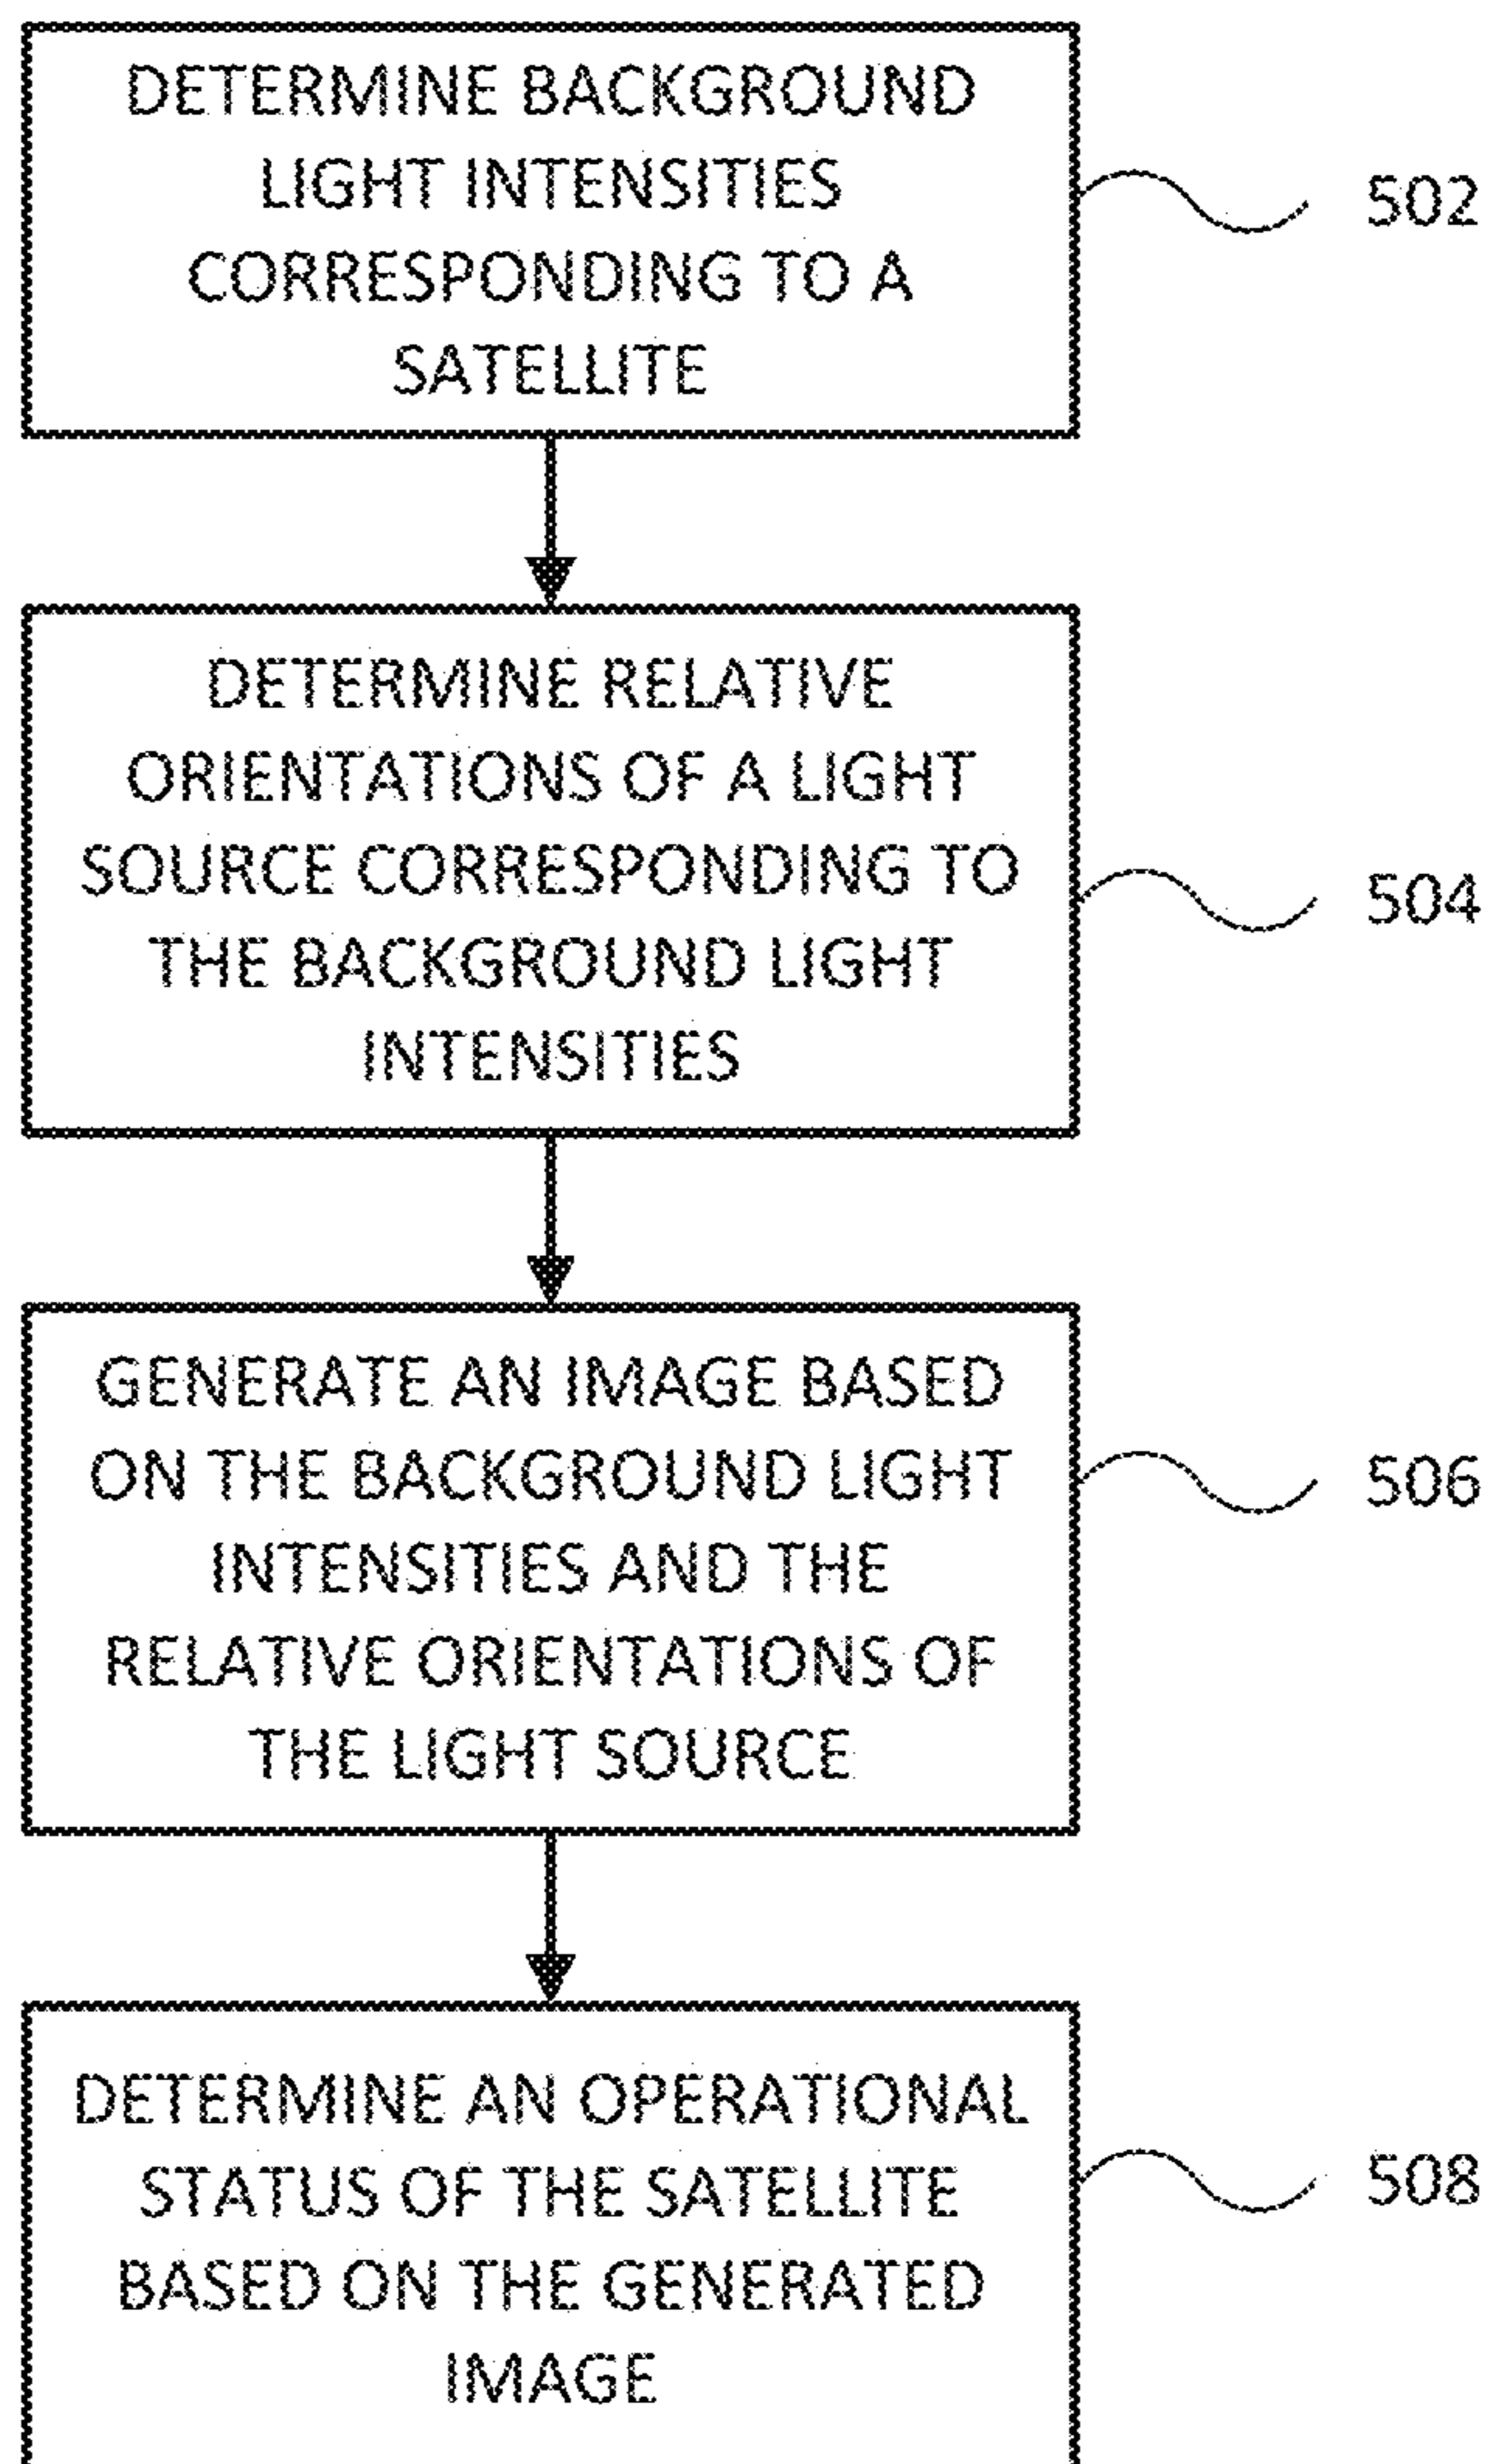 DETERMINE BACKGROUND
LIGHT INTENSITIES
CORRESPONDING TO A
SATELLITE
502
DETERMINE RELATIVE
ORIENTATIONS OF A LIGHT
SOURCE CORRESPONDING TO
THE BACKGROUND LIGHT
INTENSITIES
504
GENERATE AN IMAGE BASED
ON THE BACKGROUND LIGHT
INTENSITIES AND THE
RELATIVE ORIENTATIONS OF
THE LIGHT SOURCE
506
DETERMINE AN OPERATIONAL
STATUS OF THE SATELLITE
BASED ON THE GENERATED
IMAGE
508